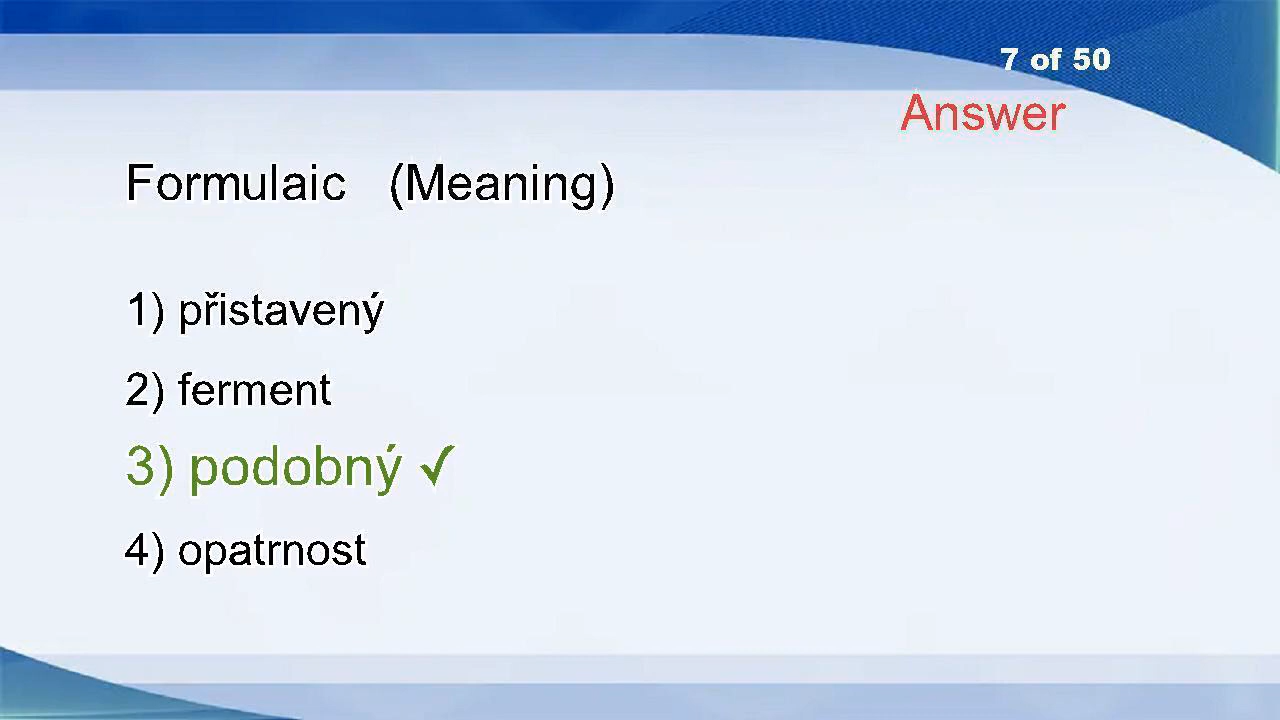 7 of 50
Answer
Formulaic (Meaning)
1) přistavený
2) ferment
3) podobný ✓
4) opatrnost